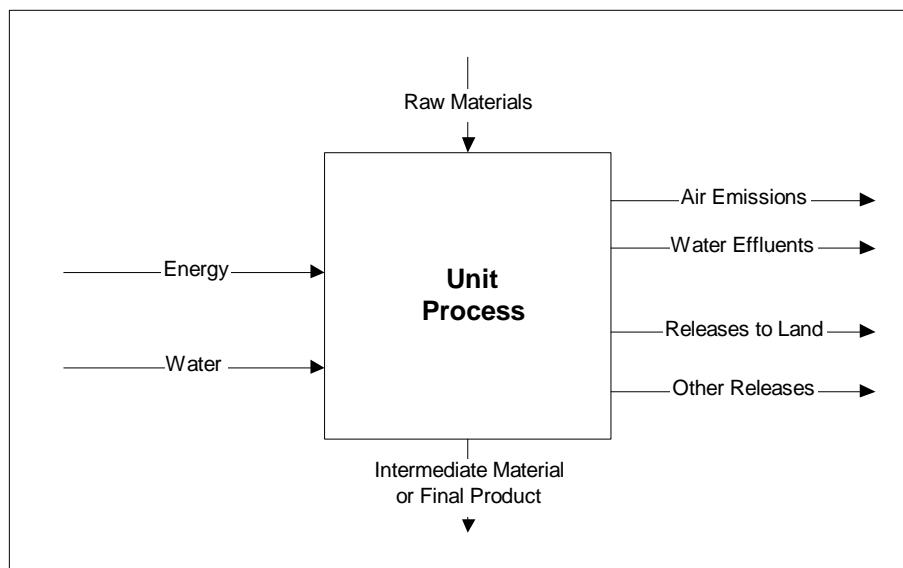 Raw Materials
Air Emissions
Water Effluents
Energy
Unit
Process
Releases to Land
Water
Other Releases
Intermediate Material
or Final Product